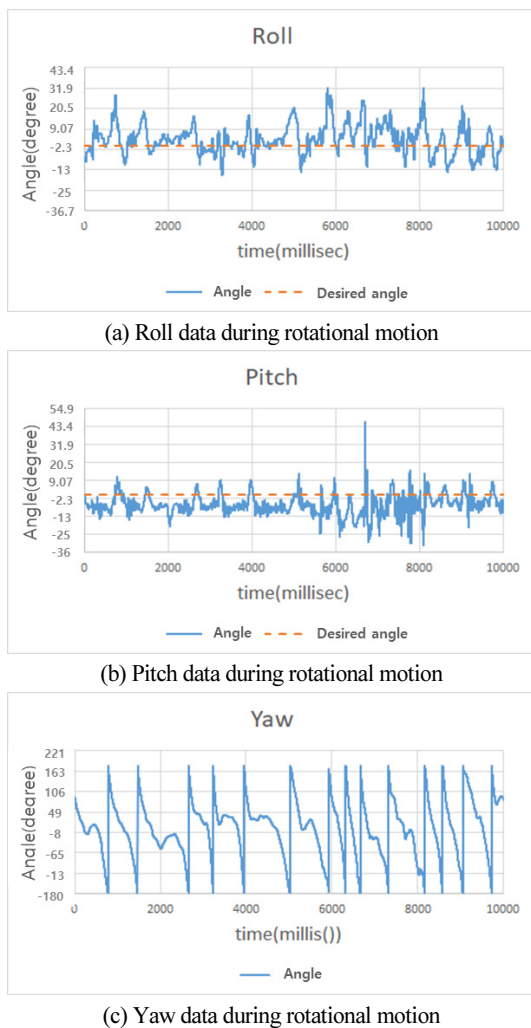 Roll
43.4
31.9
20.5
9.07
-2.3
-13
-25
-36.7
Angle(degree)
0 2000 4000 6000 8000 10000
time(millisec)
Angle Desired angle
(a) Roll data during rotational motion
Pitch
54.9
43.4
31.9
20.5
9.07
-2.3
-13
-25
-36
Angle(degree)
0 2000 4000 6000 8000 10000
time(millisec)
Angle Desired angle
(b) Pitch data during rotational motion
Yaw
221
163
106
49
-8
-65
-13
-180
Angle(degree)
0 2000 4000 6000 8000 10000
time(millis())
Angle
(c) Yaw data during rotational motion